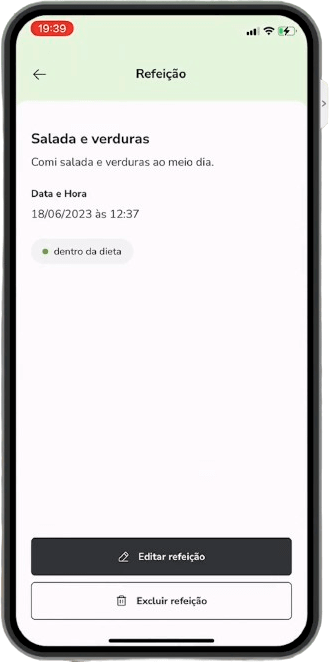 19:39
Refeição
Salada e verduras
Comi salada e verduras ao meio dia.
Data e Hora
18/06/2023 às 12:37
dentro da dieta
Editar refeição
Excluir refeição